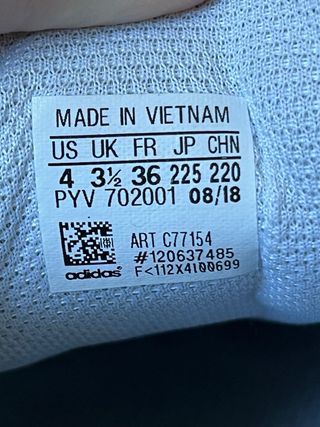 MADE IN VIETNAM
US UK FR JP CHN
4 3½ 36 225 220
PYV 702001 08/18
ART C77154
#120637485
adidas® F<112X4100699